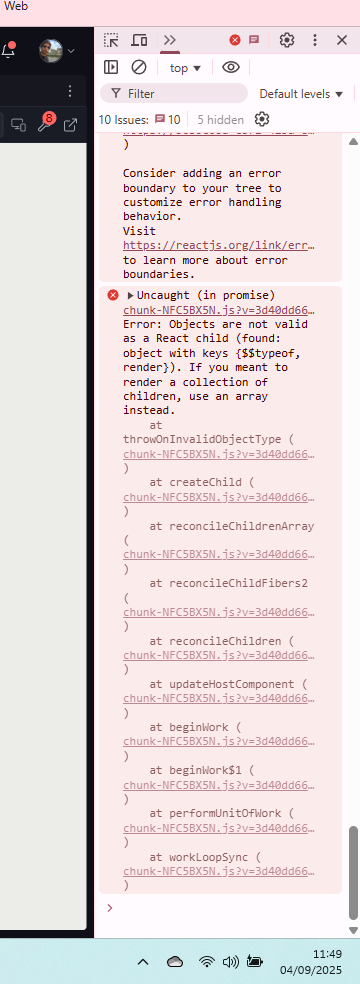 Web
8
top
Filter
Default levels
10 Issues: 10 5 hidden
)
Consider adding an error
boundary to your tree to
customize error handling
behavior.
Visit
https://reactjs.org/link/err…
to learn more about error
boundaries.
Uncaught (in promise)
chunk-NFC5BX5N.js?v=3d40dd66…
Error: Objects are not valid
as a React child (found:
object with keys {$$typeof,
render}). If you meant to
render a collection of
children, use an array
instead.
at
throwOnInvalidObjectType (
chunk-NFC5BX5N.js?v=3d40dd66…
)
at createChild (
chunk-NFC5BX5N.js?v=3d40dd66…
)
at reconcileChildrenArray
(
chunk-NFC5BX5N.js?v=3d40dd66…
)
at reconcileChildFibers2
(
chunk-NFC5BX5N.js?v=3d40dd66…
)
at reconcileChildren (
chunk-NFC5BX5N.js?v=3d40dd66…
)
at updateHostComponent (
chunk-NFC5BX5N.js?v=3d40dd66…
)
at beginWork (
chunk-NFC5BX5N.js?v=3d40dd66…
)
at beginWork$1 (
chunk-NFC5BX5N.js?v=3d40dd66…
)
at performUnitOfWork (
chunk-NFC5BX5N.js?v=3d40dd66…
)
at workLoopSync (
chunk-NFC5BX5N.js?v=3d40dd66…
)
11:49
04/09/2025